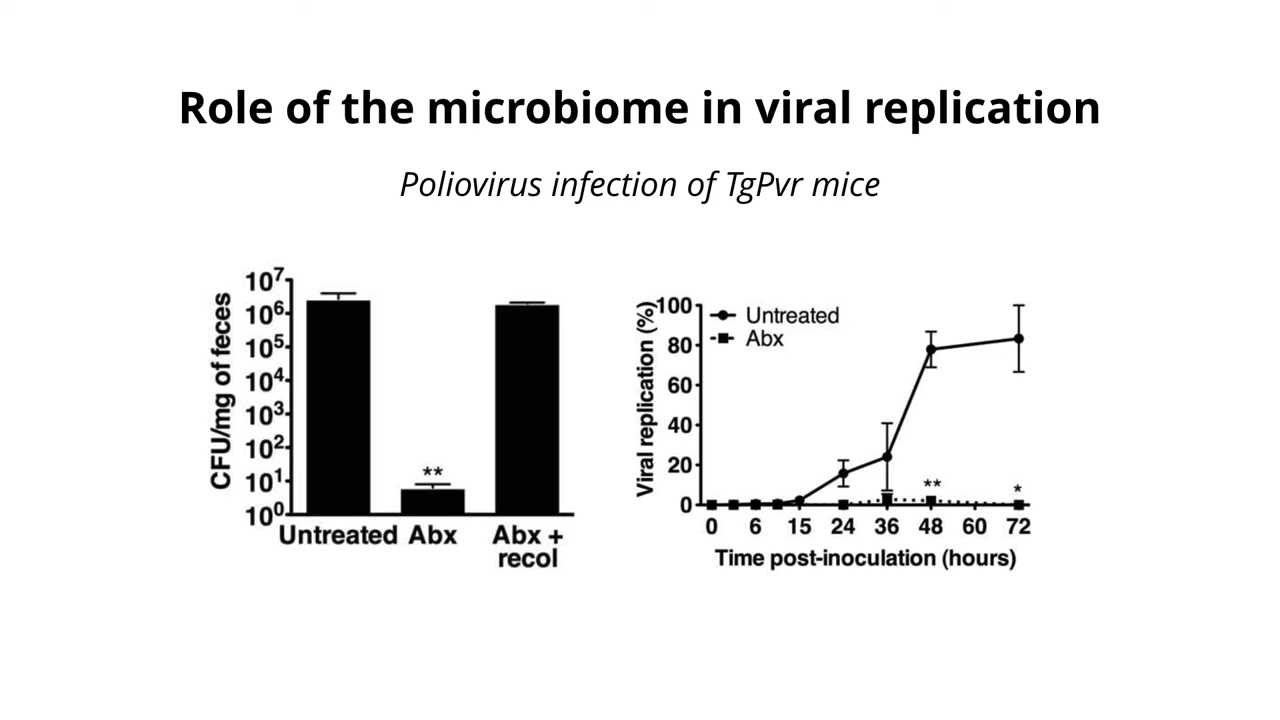 Role of the microbiome in viral replication
Poliovirus infection of TgPvr mice
CFU/mg of feces
10⁷
10⁶
10⁵
10⁴
10³
10²
10¹
10⁰
**
Untreated Abx Abx +
recol
Viral replication (%)
100
80
60
40
20
0
Untreated
Abx
** *
0 6 15 24 36 48 60 72
Time post-inoculation (hours)